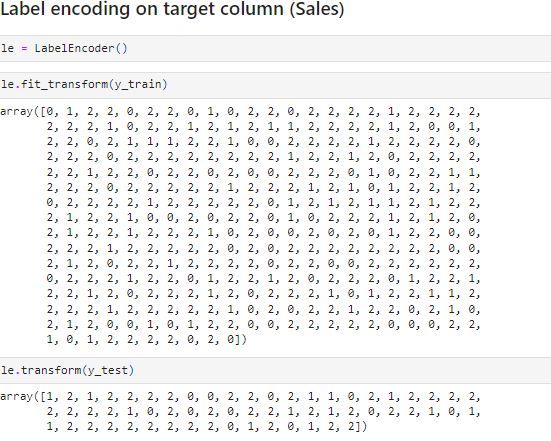 Label encoding on target column (Sales)
le = LabelEncoder()
le.fit_transform(y_train)
array([0, 1, 2, 2, 0, 2, 2, 0, 1, 0, 2, 2, 0, 2, 2, 2, 2, 1, 2, 2, 2, 2,
2, 2, 2, 1, 0, 2, 2, 1, 2, 1, 2, 1, 1, 2, 2, 2, 2, 1, 2, 0, 0, 1,
2, 2, 0, 2, 1, 1, 1, 2, 2, 1, 0, 0, 2, 2, 2, 2, 1, 2, 2, 2, 2, 0,
2, 2, 2, 0, 2, 2, 2, 2, 2, 2, 2, 2, 1, 2, 2, 1, 2, 0, 2, 2, 2, 2,
2, 2, 1, 2, 2, 0, 2, 2, 0, 2, 0, 0, 2, 2, 2, 0, 1, 0, 2, 2, 1, 1,
2, 2, 2, 0, 2, 2, 2, 2, 2, 1, 2, 2, 2, 1, 2, 1, 0, 1, 2, 2, 1, 2,
0, 2, 2, 2, 2, 1, 2, 2, 2, 2, 2, 0, 1, 2, 1, 2, 1, 1, 2, 1, 2, 2,
2, 1, 2, 2, 1, 0, 0, 2, 0, 2, 2, 0, 1, 0, 2, 2, 2, 1, 2, 1, 2, 0,
2, 1, 2, 2, 1, 2, 2, 2, 1, 0, 2, 0, 0, 2, 0, 2, 0, 1, 2, 2, 0, 0,
2, 2, 2, 1, 2, 2, 2, 2, 2, 0, 2, 0, 2, 2, 2, 2, 2, 2, 2, 2, 0, 0,
2, 1, 2, 0, 2, 2, 1, 2, 2, 2, 2, 0, 2, 2, 0, 0, 2, 2, 2, 2, 2, 2,
0, 2, 2, 2, 1, 2, 2, 0, 1, 2, 2, 1, 2, 0, 2, 2, 2, 0, 1, 2, 2, 1,
2, 2, 1, 2, 0, 2, 2, 2, 1, 2, 0, 2, 2, 2, 1, 0, 1, 2, 2, 1, 1, 2,
2, 2, 2, 1, 2, 2, 2, 2, 2, 1, 0, 2, 0, 2, 2, 1, 2, 2, 0, 2, 1, 0,
2, 1, 2, 0, 0, 1, 0, 1, 2, 2, 0, 0, 2, 2, 2, 2, 2, 0, 0, 0, 2, 2,
1, 0, 1, 2, 2, 2, 2, 0, 2, 0])
le.transform(y_test)
array([1, 2, 1, 2, 2, 2, 2, 0, 0, 2, 2, 0, 2, 1, 1, 0, 2, 1, 2, 2, 2, 2,
2, 2, 2, 2, 1, 0, 2, 0, 2, 0, 2, 2, 1, 2, 1, 2, 0, 2, 2, 1, 0, 1,
1, 2, 2, 2, 2, 2, 2, 2, 2, 0, 1, 2, 0, 1, 2, 2])